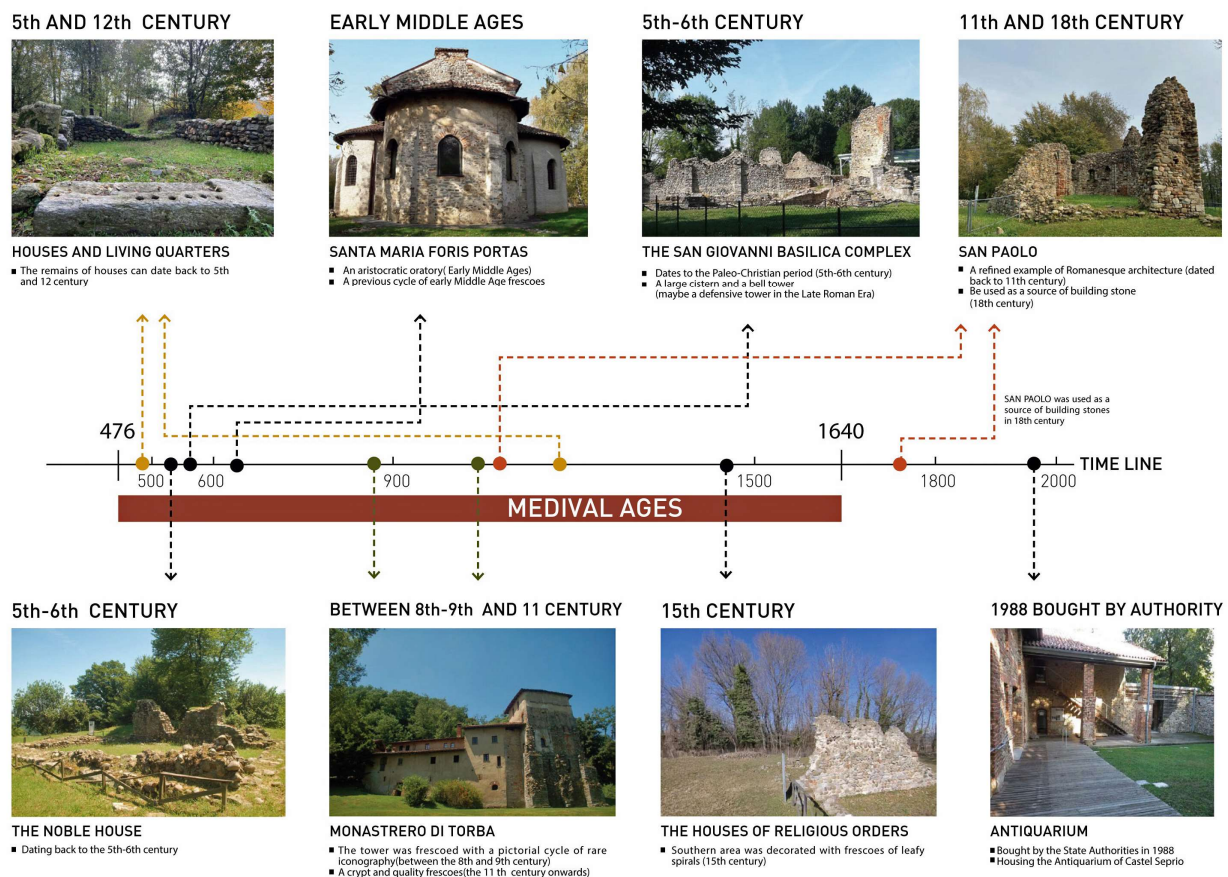 5th AND 12th CENTURY
HOUSES AND LIVING QUARTERS
▪ The remains of houses can date back to 5th
and 12 century
EARLY MIDDLE AGES
SANTA MARIA FORIS PORTAS
▪ An aristocratic oratory( Early Middle Ages)
▪ A previous cycle of early Middle Age frescoes
5th-6th CENTURY
THE SAN GIOVANNI BASILICA COMPLEX
▪ Dates to the Paleo-Christian period (5th-6th century)
▪ A large cistern and a bell tower
(maybe a defensive tower in the Late Roman Era)
11th AND 18th CENTURY
SAN PAOLO
▪ A refined example of Romanesque architecture (dated
back to 11th century)
▪ Be used as a source of building stone
(18th century)
SAN PAOLO was used as a
source of building stones
in 18th century
476
1640
TIME LINE
500
600
900
1500
1800
2000
MEDIVAL AGES
5th-6th CENTURY
THE NOBLE HOUSE
▪ Dating back to the 5th-6th century
BETWEEN 8th-9th AND 11 CENTURY
MONASTRERO DI TORBA
▪ The tower was frescoed with a pictorial cycle of rare
iconography(between the 8th and 9th century)
▪ A crypt and quality frescoes(the 11 th century onwards)
15th CENTURY
THE HOUSES OF RELIGIOUS ORDERS
▪ Southern area was decorated with frescoes of leafy
spirals (15th century)
1988 BOUGHT BY AUTHORITY
ANTIQUARIUM
▪ Bought by the State Authorities in 1988
▪ Housing the Antiquarium of Castel Seprio